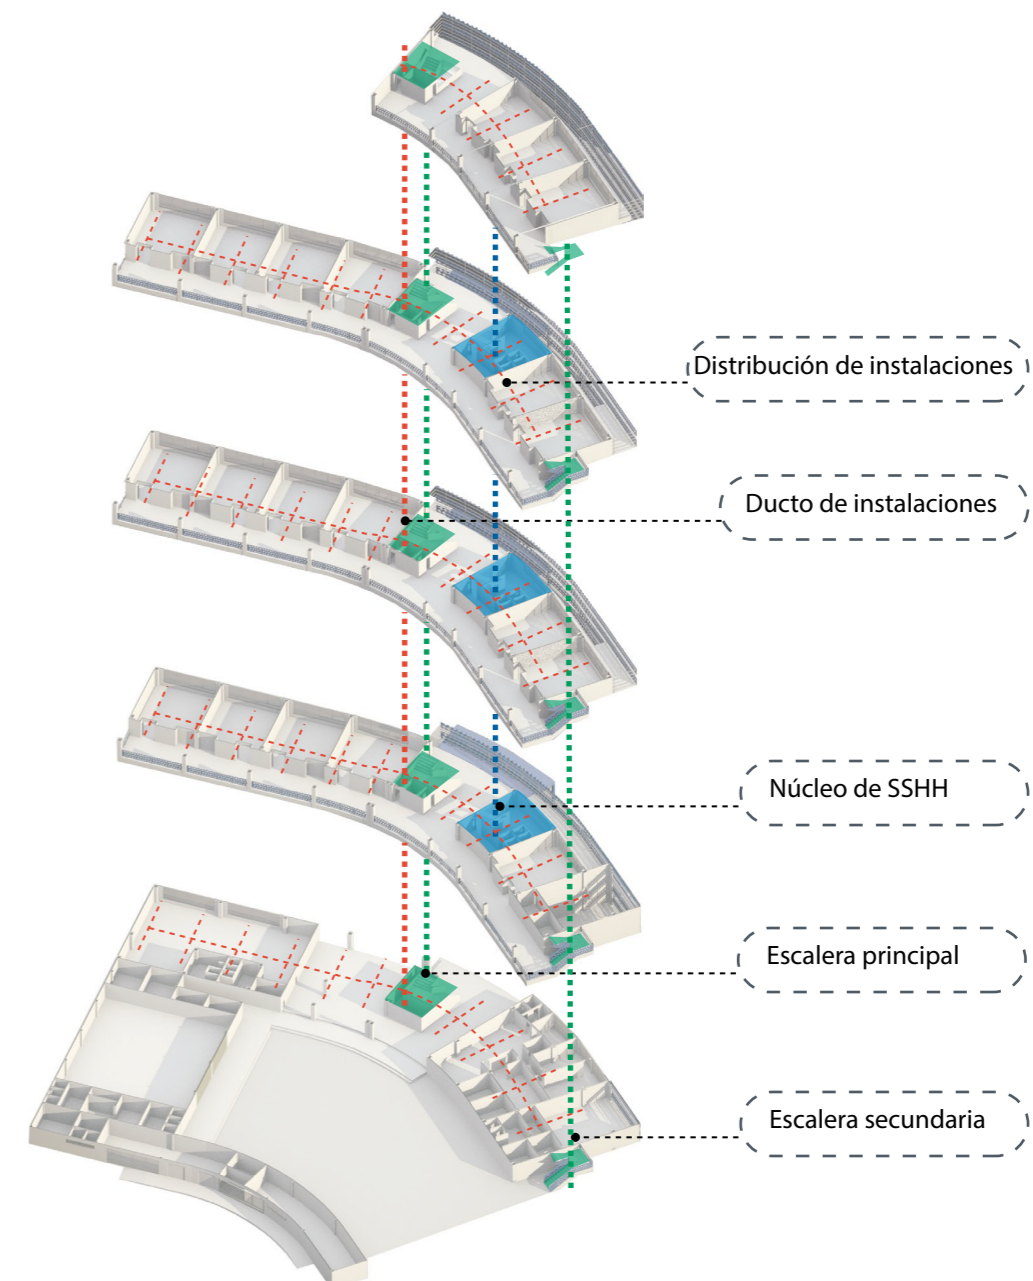 Distribución de instalaciones
Ducto de instalaciones
Núcleo de SSHH
Escalera principal
Escalera secundaria